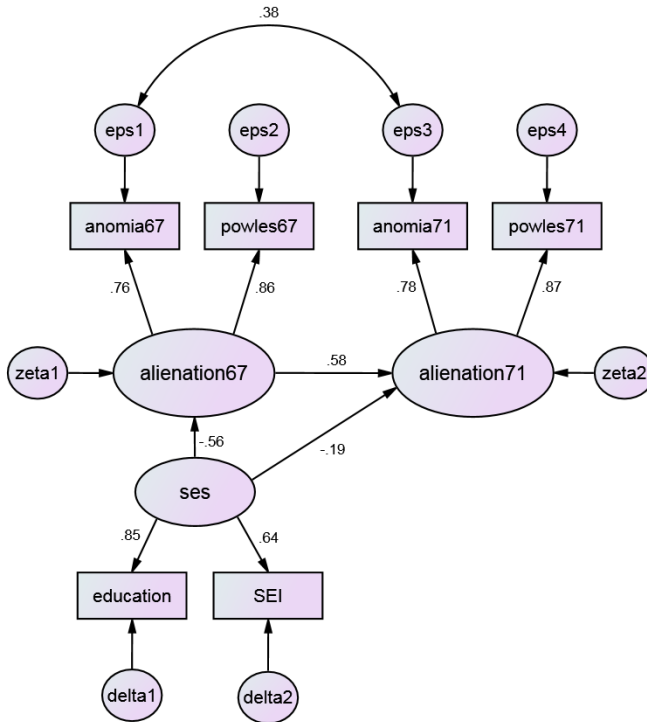 .38
eps1
eps2
eps3
eps4
anomia67
powles67
anomia71
powles71
.76
.86
.78
.87
zeta1
alienation67
.58
alienation71
zeta2
-.56
-.19
ses
.85
.64
education
SEI
delta1
delta2